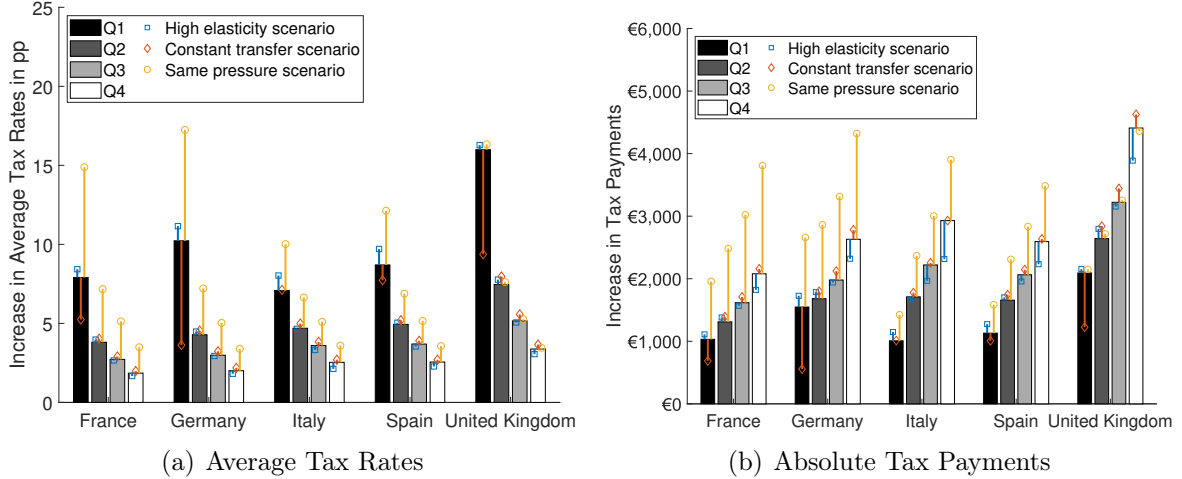 Increase in Average Tax Rates in pp
25
20
15
10
5
0
Q1
Q2
Q3
Q4
High elasticity scenario
Constant transfer scenario
Same pressure scenario
France Germany Italy Spain United Kingdom
(a) Average Tax Rates
Increase in Tax Payments
€6,000
€5,000
€4,000
€3,000
€2,000
€1,000
€0
Q1
Q2
Q3
Q4
High elasticity scenario
Constant transfer scenario
Same pressure scenario
France Germany Italy Spain United Kingdom
(b) Absolute Tax Payments